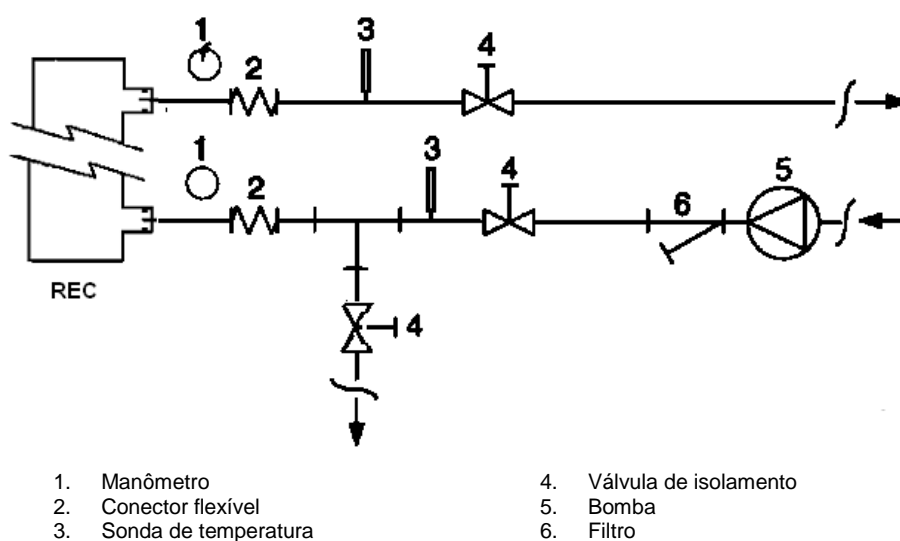 1
2
3
4
1
2
3
4
5
6
4
REC
1. Manômetro
2. Conector flexível
3. Sonda de temperatura
4. Válvula de isolamento
5. Bomba
6. Filtro